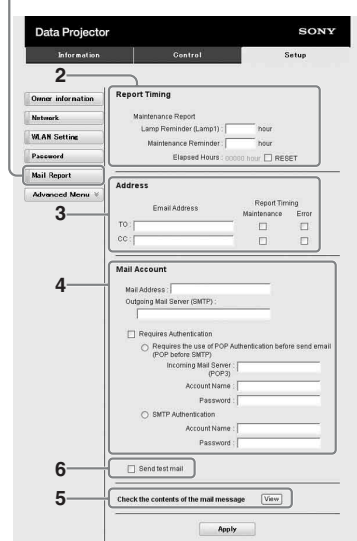 Data Projector SONY
Information Control Setup
2
Owner information
Network
WLAN Setting
Password
Mail Report
Advanced Menu
Report Timing
Maintenance Report
Lamp Reminder (Lamp1) : hour
Maintenance Reminder : hour
Elapsed Hours : 00000 hour RESET
3
Address
Email Address
Report Timing
Maintenance Error
TO :
CC :
4
Mail Account
Mail Address :
Outgoing Mail Server (SMTP) :
Requires Authentication
Requires the use of POP Authentication before send email
(POP before SMTP)
Incoming Mail Server :
(POP3)
Account Name :
Password :
SMTP Authentication
Account Name :
Password :
6
Send test mail
5
Check the contents of the mail message View
Apply